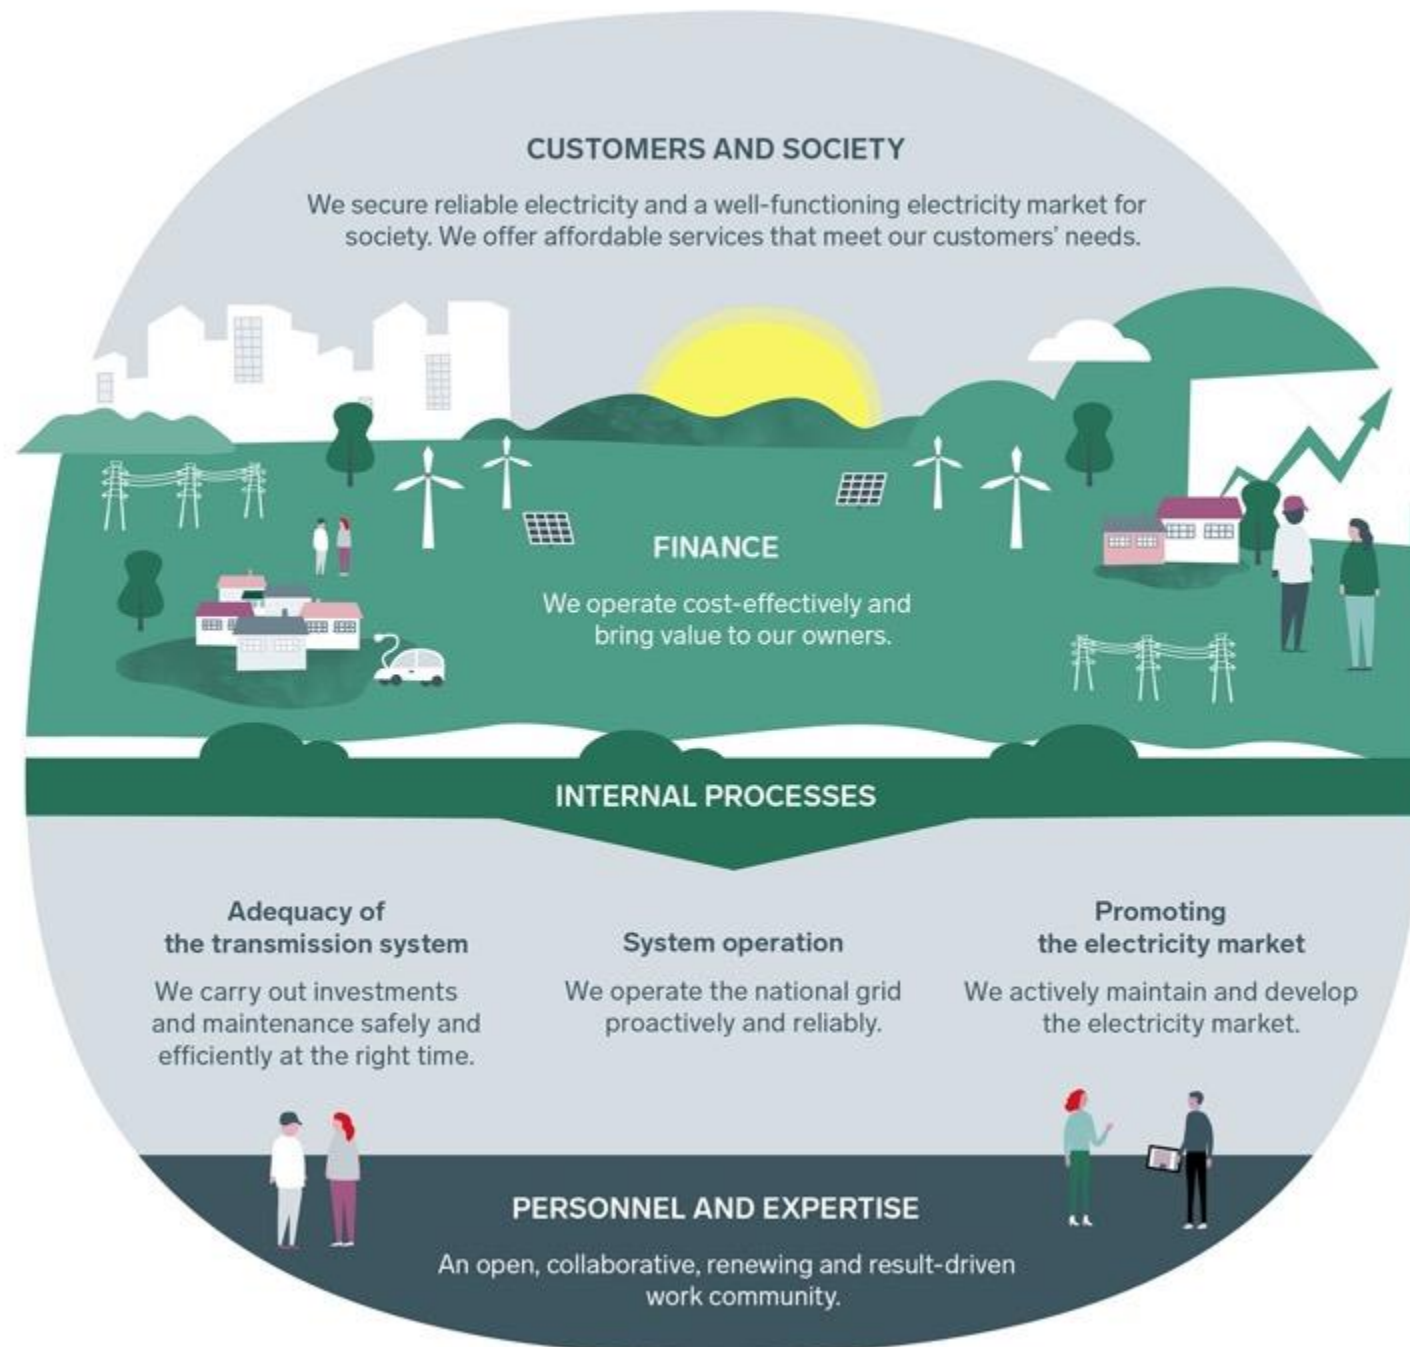 CUSTOMERS AND SOCIETY
We secure reliable electricity and a well-functioning electricity market for
society. We offer affordable services that meet our customers’ needs.
FINANCE
We operate cost-effectively and
bring value to our owners.
INTERNAL PROCESSES
Adequacy of
the transmission system
We carry out investments
and maintenance safely and
efficiently at the right time.
System operation
We operate the national grid
proactively and reliably.
Promoting
the electricity market
We actively maintain and develop
the electricity market.
PERSONNEL AND EXPERTISE
An open, collaborative, renewing and result-driven
work community.